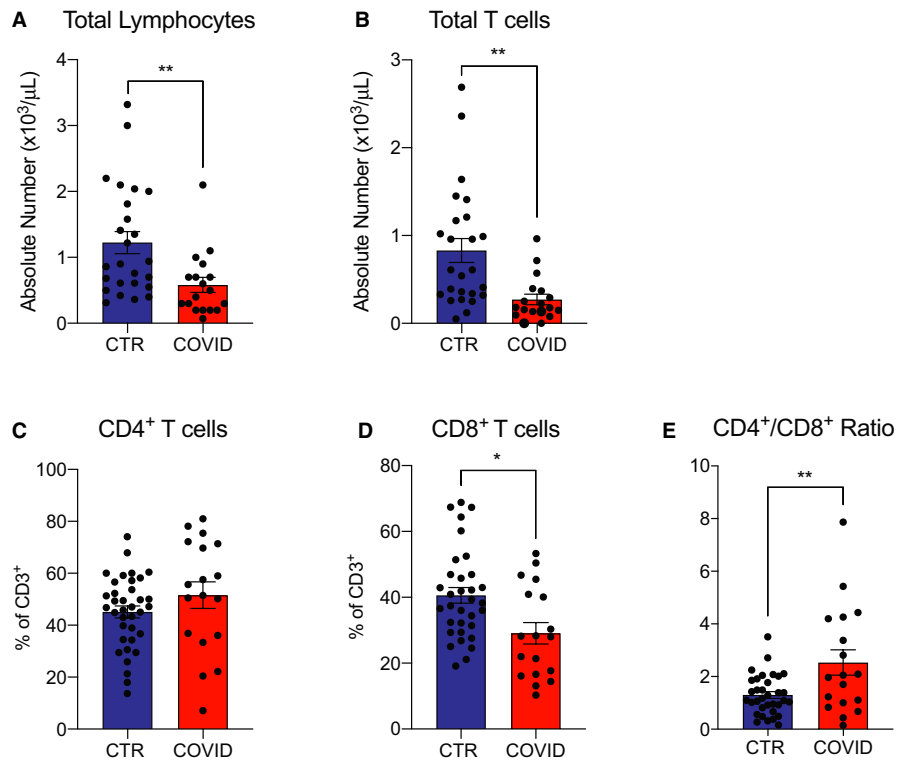 A Total Lymphocytes
Absolute Number (x10³/μL)
4
3
2
1
0
**
CTR COVID
B Total T cells
Absolute Number (x10³/μL)
3
2
1
0
**
CTR COVID
C CD4⁺ T cells
% of CD3⁺
100
80
60
40
20
0
CTR COVID
D CD8⁺ T cells
% of CD3⁺
80
60
40
20
0
*
CTR COVID
E CD4⁺/CD8⁺ Ratio
10
8
6
4
2
0
**
CTR COVID